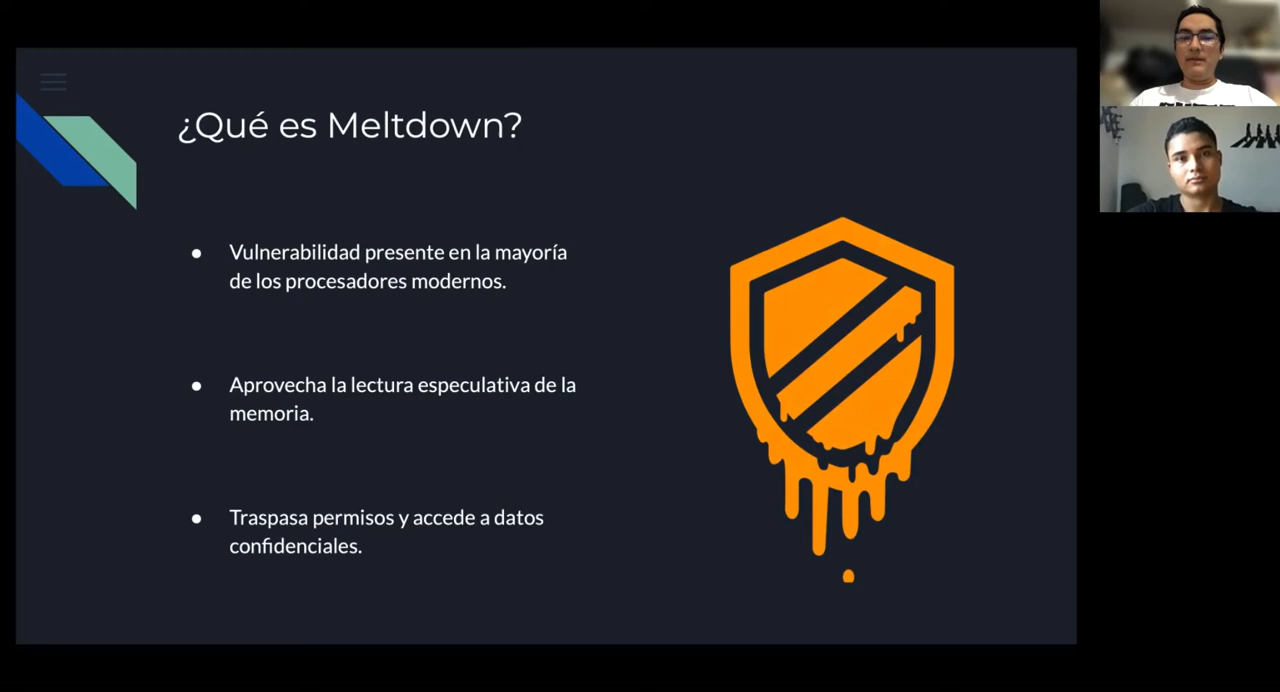 ¿Qué es Meltdown?
● Vulnerabilidad presente en la mayoría
de los procesadores modernos.
● Aprovecha la lectura especulativa de la
memoria.
● Traspasa permisos y accede a datos
confidenciales.